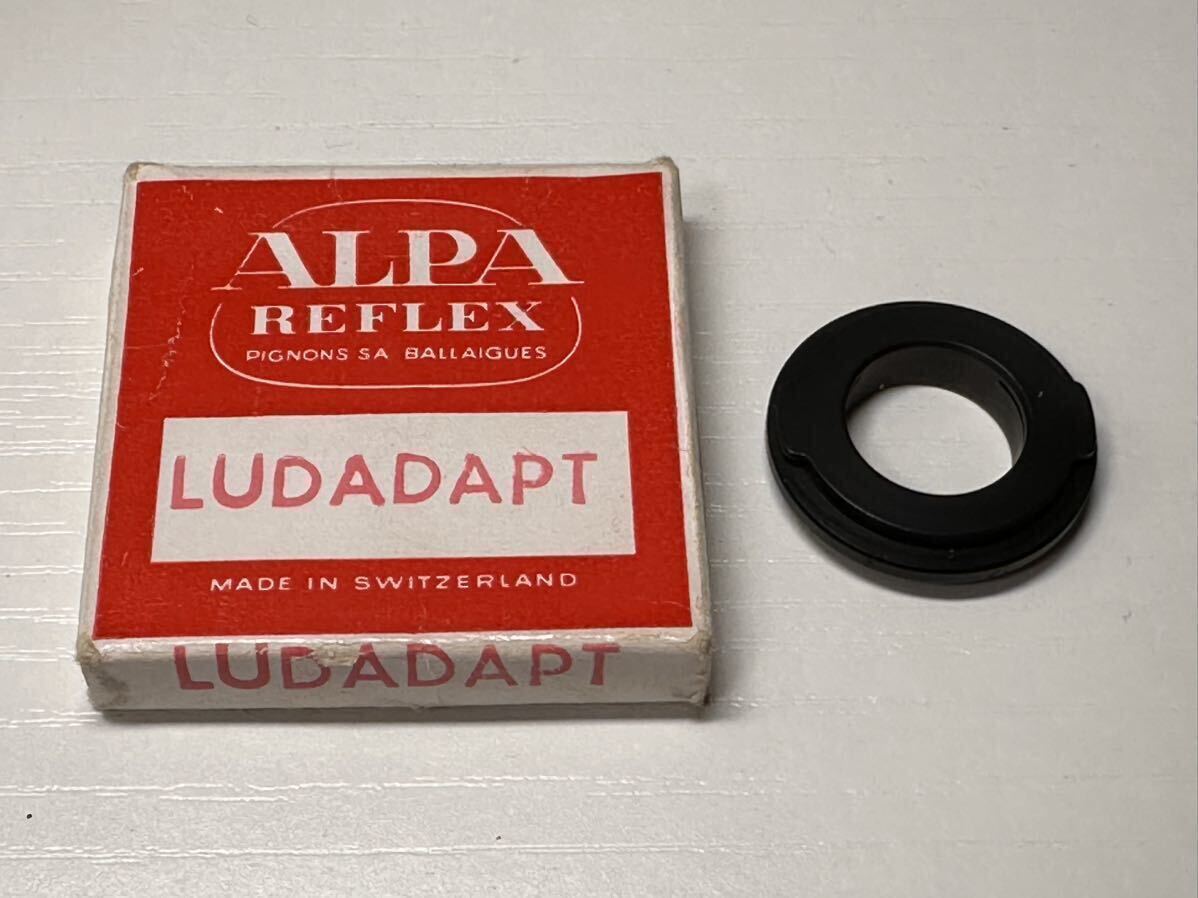 ALPA
REFLEX
PIGNONS SA BALLAIGUES
LUDADAPT
MADE IN SWITZERLAND
LUDADAPT